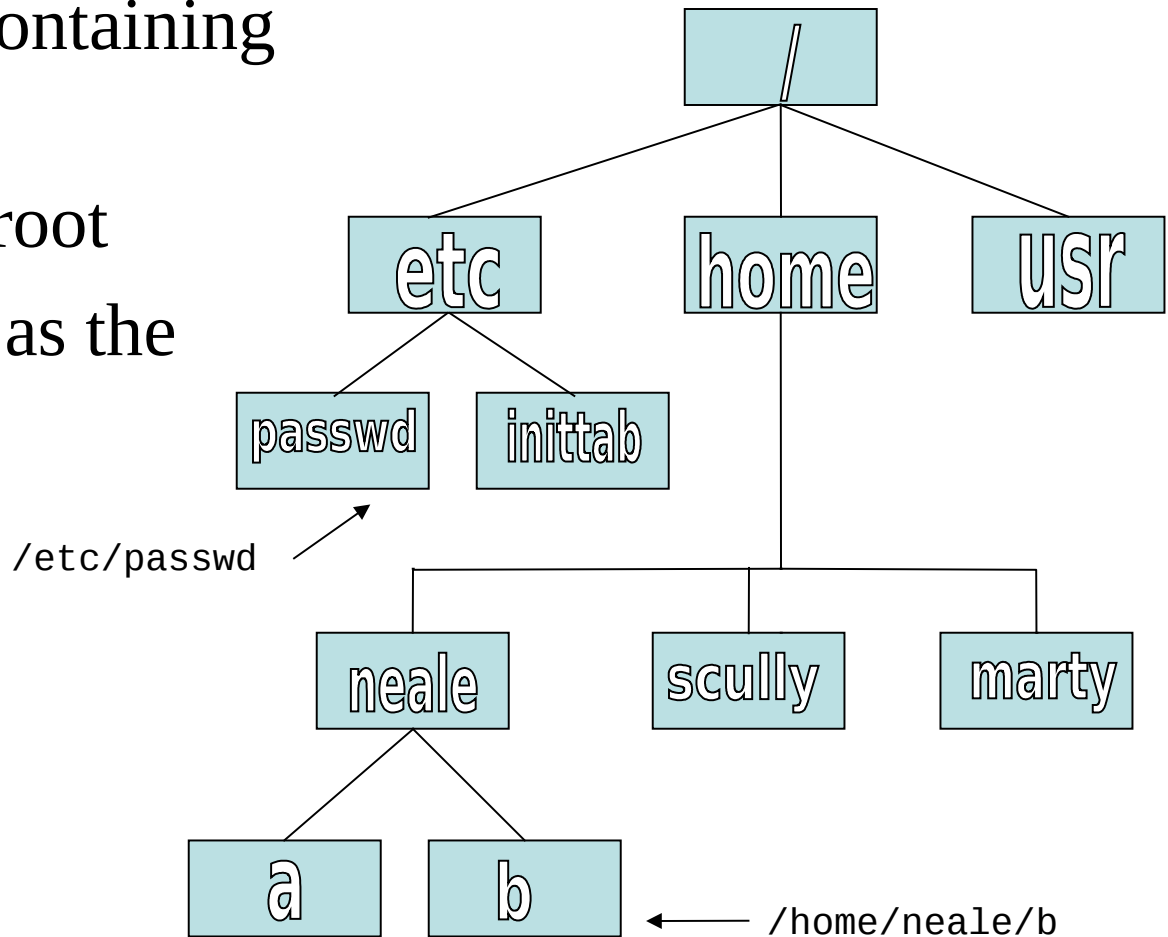 ontaining
/
root
etc home usr
as the
passwd inittab
/etc/passwd
neale scully marty
a b
/home/neale/b